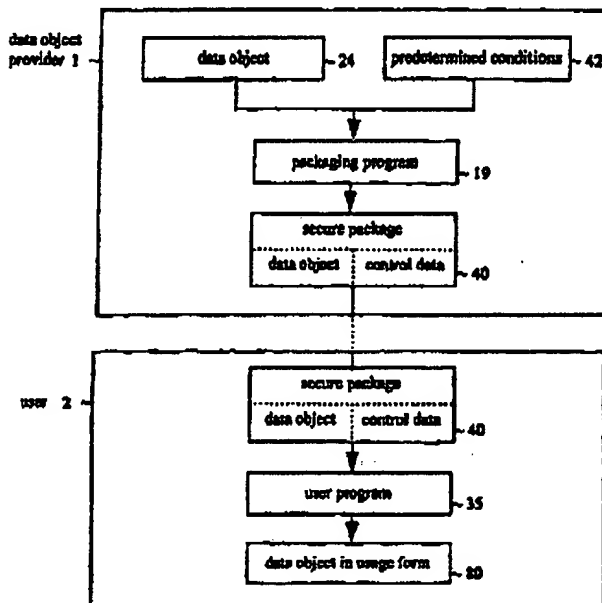 data object
provider 1
data object
24
predetermined conditions
42
packaging program
19
secure package
data object control data
40
user 2
secure package
data object control data
40
user program
35
data object in usage form
80